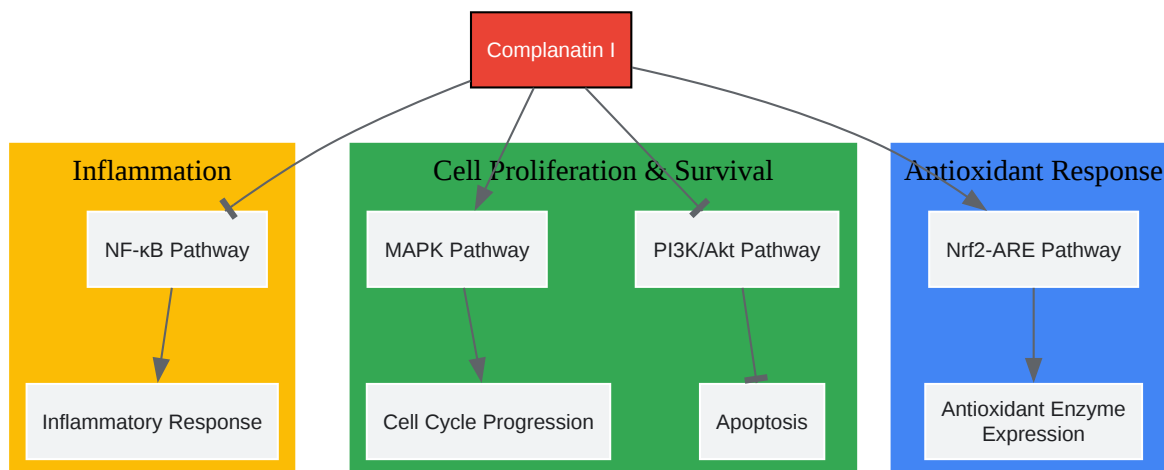 Complanatin I
Inflammation
Cell Proliferation & Survival
Antioxidant Response
NF-κB Pathway
MAPK Pathway
PI3K/Akt Pathway
Nrf2-ARE Pathway
Inflammatory Response
Cell Cycle Progression
Apoptosis
Antioxidant Enzyme
Expression